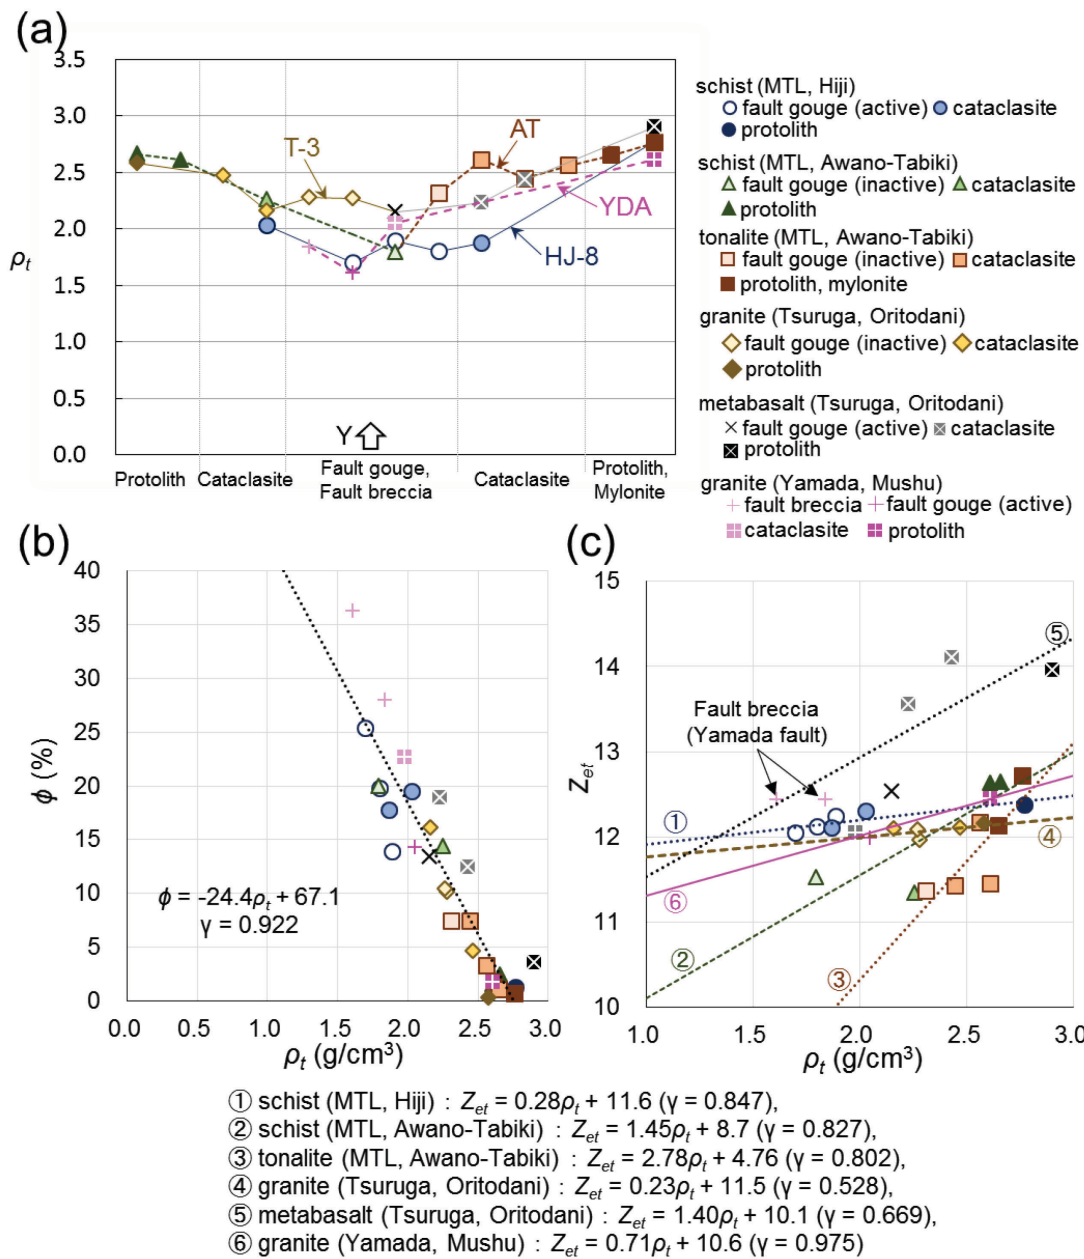 (a)
3.5
3.0
2.5
2.0
1.5
1.0
0.5
0.0
ρt
T-3
AT
YDA
HJ-8
Y
Protolith
Cataclasite
Fault gouge,
Fault breccia
Cataclasite
Protolith,
Mylonite
schist (MTL, Hiji)
fault gouge (active) cataclasite
protolith
schist (MTL, Awano-Tabiki)
fault gouge (inactive) cataclasite
protolith
tonalite (MTL, Awano-Tabiki)
fault gouge (inactive) cataclasite
protolith, mylonite
granite (Tsuruga, Oritodani)
fault gouge (inactive) cataclasite
protolith
metabasalt (Tsuruga, Oritodani)
fault gouge (active) cataclasite
protolith
granite (Yamada, Mushu)
fault breccia fault gouge (active)
cataclasite protolith
(b)
40
35
30
25
20
15
10
5
0
ϕ (%)
ϕ = -24.4ρt + 67.1
γ = 0.922
0.0 0.5 1.0 1.5 2.0 2.5 3.0
ρt (g/cm³)
(c)
15
14
13
12
11
10
Zet
Fault breccia
(Yamada fault)
⑤
①
④
⑥
②
③
1.0 1.5 2.0 2.5 3.0
ρt (g/cm³)
① schist (MTL, Hiji) : Zet = 0.28ρt + 11.6 (γ = 0.847),
② schist (MTL, Awano-Tabiki) : Zet = 1.45ρt + 8.7 (γ = 0.827),
③ tonalite (MTL, Awano-Tabiki) : Zet = 2.78ρt + 4.76 (γ = 0.802),
④ granite (Tsuruga, Oritodani) : Zet = 0.23ρt + 11.5 (γ = 0.528),
⑤ metabasalt (Tsuruga, Oritodani) : Zet = 1.40ρt + 10.1 (γ = 0.669),
⑥ granite (Yamada, Mushu) : Zet = 0.71ρt + 10.6 (γ = 0.975)